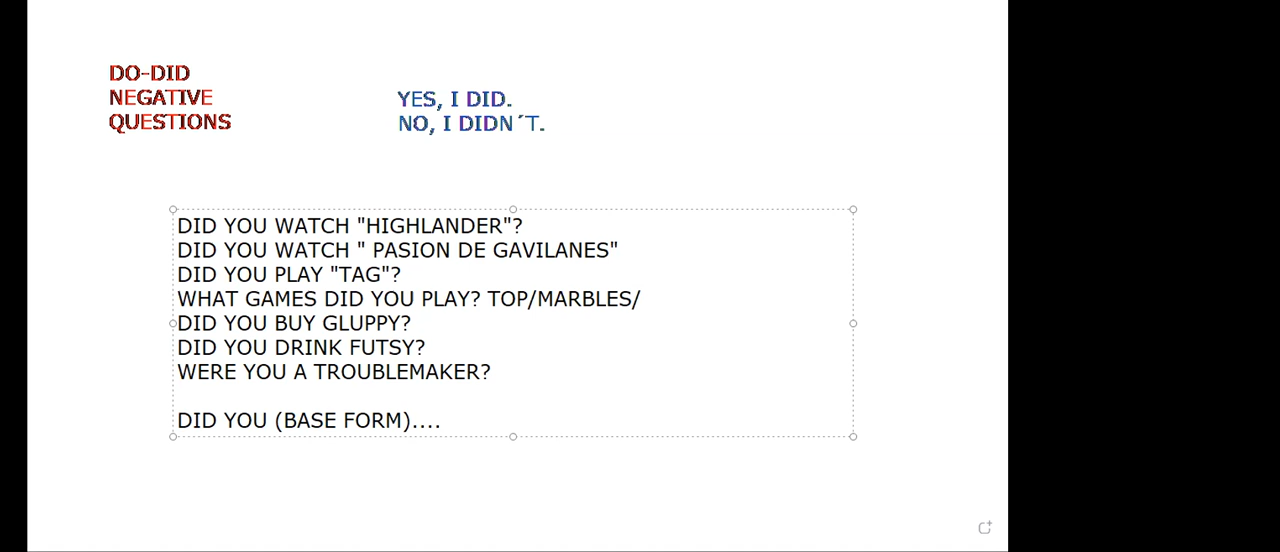 DO-DID
NEGATIVE
QUESTIONS
YES, I DID.
NO, I DIDN´T.
DID YOU WATCH "HIGHLANDER"?
DID YOU WATCH " PASION DE GAVILANES"
DID YOU PLAY "TAG"?
WHAT GAMES DID YOU PLAY? TOP/MARBLES/
DID YOU BUY GLUPPY?
DID YOU DRINK FUTSY?
WERE YOU A TROUBLEMAKER?
DID YOU (BASE FORM)....